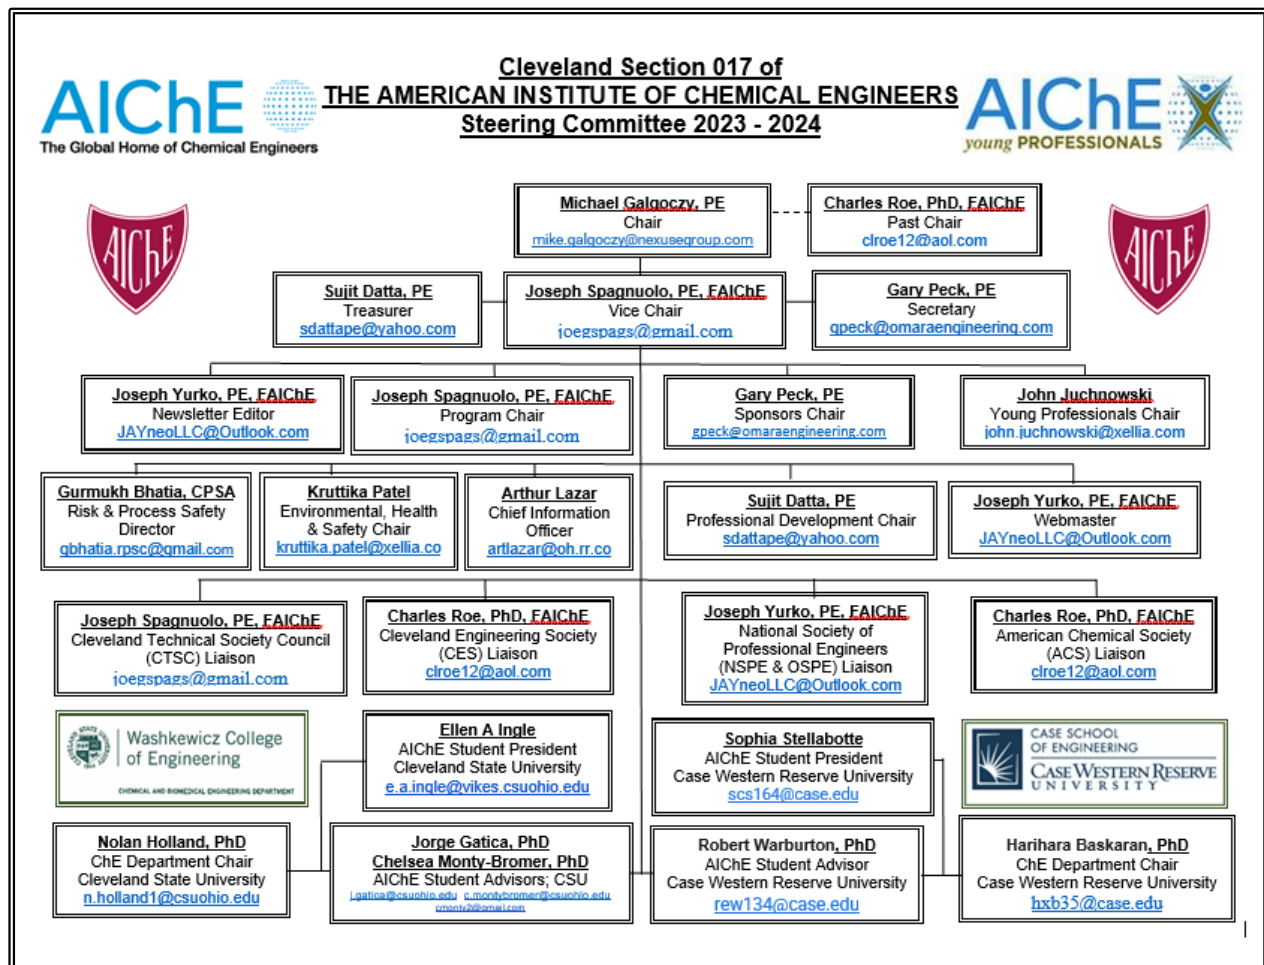 Cleveland Section 017 of
THE AMERICAN INSTITUTE OF CHEMICAL ENGINEERS
Steering Committee 2023 - 2024
AIChE
The Global Home of Chemical Engineers
AIChE
young PROFESSIONALS
AIChE
AIChE
Michael Galgoczy, PE
Chair
mike.galgoczy@nexusegroup.com
Charles Roe, PhD, FAIChE
Past Chair
clroe12@aol.com
Sujit Datta, PE
Treasurer
sdattape@yahoo.com
Joseph Spagnuolo, PE, FAIChE
Vice Chair
joegspags@gmail.com
Gary Peck, PE
Secretary
gpeck@omaraengineering.com
Joseph Yurko, PE, FAIChE
Newsletter Editor
JAYneoLLC@Outlook.com
Joseph Spagnuolo, PE, FAIChE
Program Chair
joegspags@gmail.com
Gary Peck, PE
Sponsors Chair
gpeck@omaraengineering.com
John Juchnowski
Young Professionals Chair
john.juchnowski@xellia.com
Gurmukh Bhatia, CPSA
Risk & Process Safety
Director
gbhatia.rpsc@gmail.com
Kruttika Patel
Environmental, Health
& Safety Chair
kruttika.patel@xellia.co
Arthur Lazar
Chief Information
Officer
artlazar@oh.rr.co
Sujit Datta, PE
Professional Development Chair
sdattape@yahoo.com
Joseph Yurko, PE, FAIChE
Webmaster
JAYneoLLC@Outlook.com
Joseph Spagnuolo, PE, FAIChE
Cleveland Technical Society Council
(CTSC) Liaison
joegspags@gmail.com
Charles Roe, PhD, FAIChE
Cleveland Engineering Society
(CES) Liaison
clroe12@aol.com
Joseph Yurko, PE, FAIChE
National Society of
Professional Engineers
(NSPE & OSPE) Liaison
JAYneoLLC@Outlook.com
Charles Roe, PhD, FAIChE
American Chemical Society
(ACS) Liaison
clroe12@aol.com
Washkewicz College
of Engineering
CHEMICAL AND BIOMEDICAL ENGINEERING DEPARTMENT
Ellen A Ingle
AIChE Student President
Cleveland State University
e.a.ingle@vikes.csuohio.edu
Sophia Stellabotte
AIChE Student President
Case Western Reserve University
scs164@case.edu
CASE SCHOOL
OF ENGINEERING
CASE WESTERN RESERVE
UNIVERSITY
Nolan Holland, PhD
ChE Department Chair
Cleveland State University
n.holland1@csuohio.edu
Jorge Gatica, PhD
Chelsea Monty-Bromer, PhD
AIChE Student Advisors; CSU
j.gatica@csuohio.edu c.montybromer@csuohio.edu
cmonty2@gmail.com
Robert Warburton, PhD
AIChE Student Advisor
Case Western Reserve University
rew134@case.edu
Harihara Baskaran, PhD
ChE Department Chair
Case Western Reserve University
hxb35@case.edu